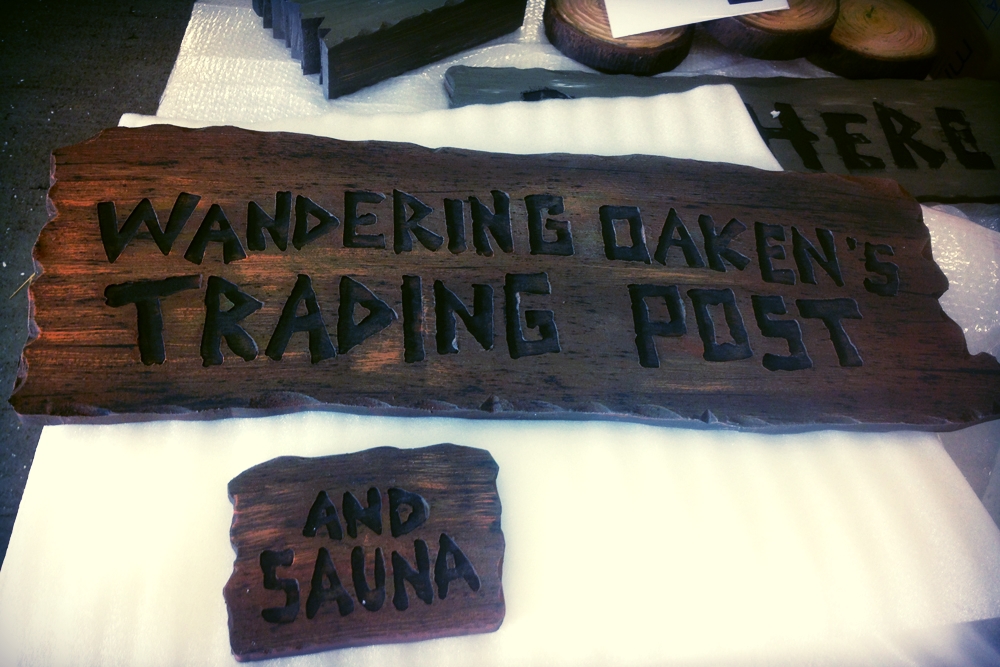 HERE
WANDERING OAKEN'S
TRADING POST
AND
SAUNA